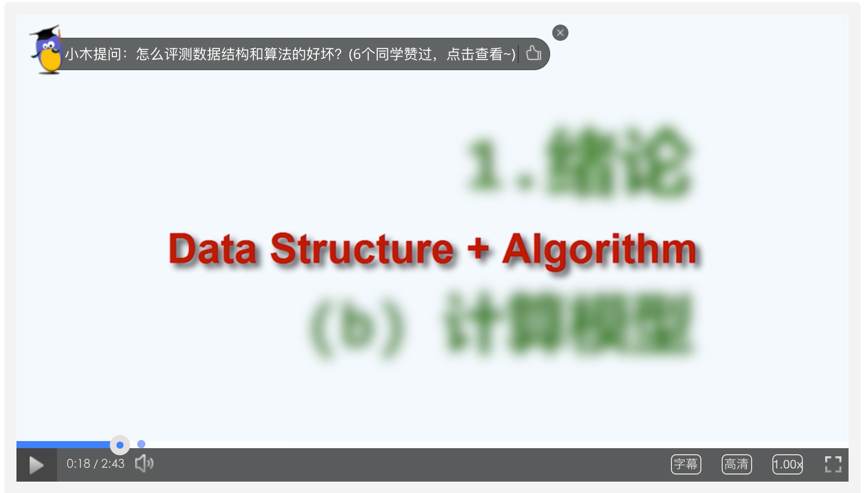 小木提问：怎么评测数据结构和算法的好坏？(6个同学赞过，点击查看~)
1.绪论
Data Structure + Algorithm
(b) 计算模型
0:18 / 2:43
字幕
高清
1.00x